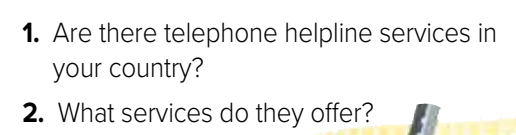 1. Are there telephone helpline services in
your country?
2. What services do they offer?